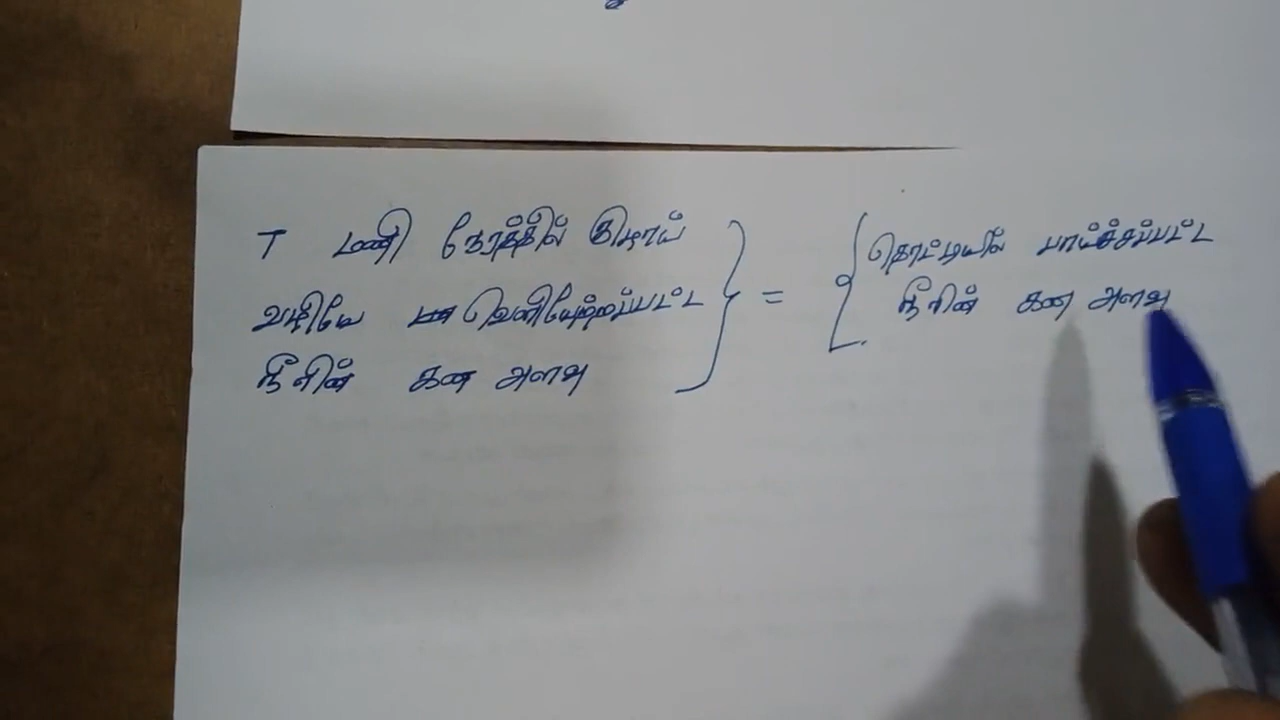 T மணி நேரத்தில் குழாய்
வழியே வெளியேற்றப்பட்ட
நீரின் கன அளவு
=
தொட்டியில் பாய்ச்சப்பட்ட
நீரின் கன அளவு